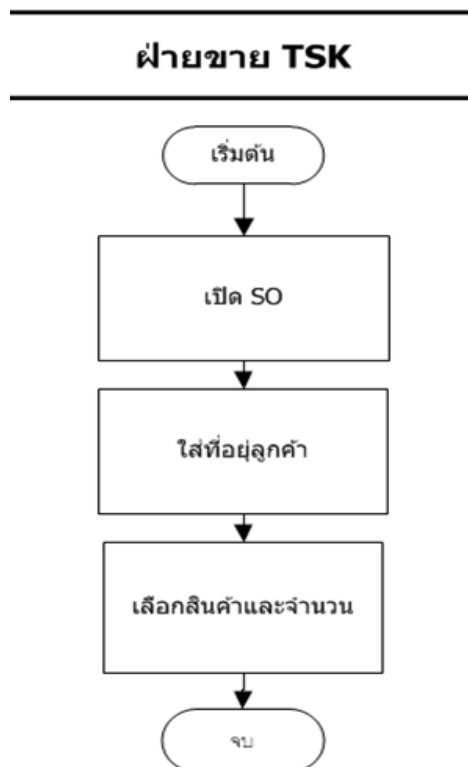 ฝ่ายขาย TSK
เริ่มต้น
เปิด SO
ใส่ที่อยุ่ลูกค้า
เลือกสินค้าและจำนวน
จบ